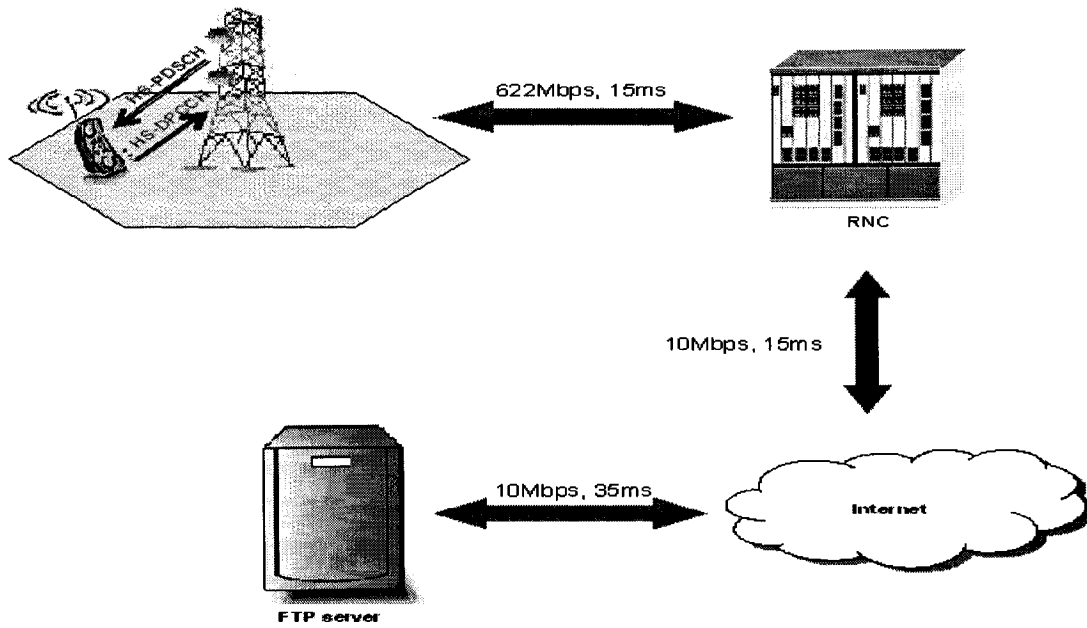 HS-PDSCH
HS-DPCCH
622Mbps, 15ms
RNC
10Mbps, 15ms
10Mbps, 35ms
Internet
FTP server